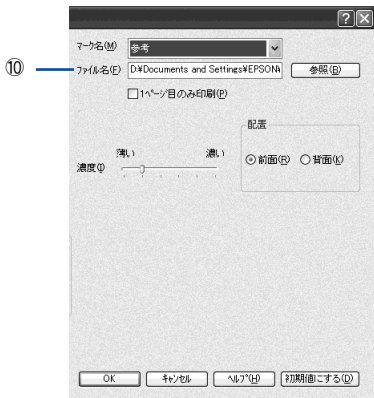 マーク名(M) 参考
⑩ ファイル名(F) D:¥Documents and Settings¥EPSON¥ 参照(B)
1ページ目のみ印刷(P)
配置
薄い 濃い
濃度(I)
前面(R) 背面(K)
OK キャンセル ヘルプ(H) 初期値にする(D)